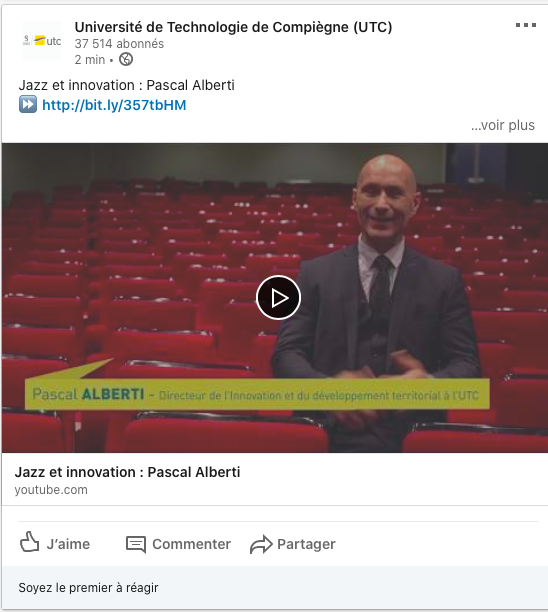 utc
Université de Technologie de Compiègne (UTC)
37 514 abonnés
2 min •
Jazz et innovation : Pascal Alberti
http://bit.ly/357tbHM
...voir plus
Pascal ALBERTI – Directeur de l'Innovation et du développement territorial à l'UTC
Jazz et innovation : Pascal Alberti
youtube.com
J'aime Commenter Partager
Soyez le premier à réagir